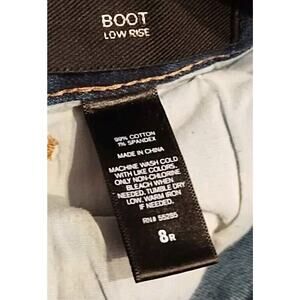 BOOT
LOW RISE
99% COTTON
1% SPANDEX
MADE IN CHINA
MACHINE WASH COLD
WITH LIKE COLORS.
ONLY NON-CHLORINE
BLEACH WHEN
NEEDED. TUMBLE DRY
LOW. WARM IRON
IF NEEDED.
RN# 55285
8R